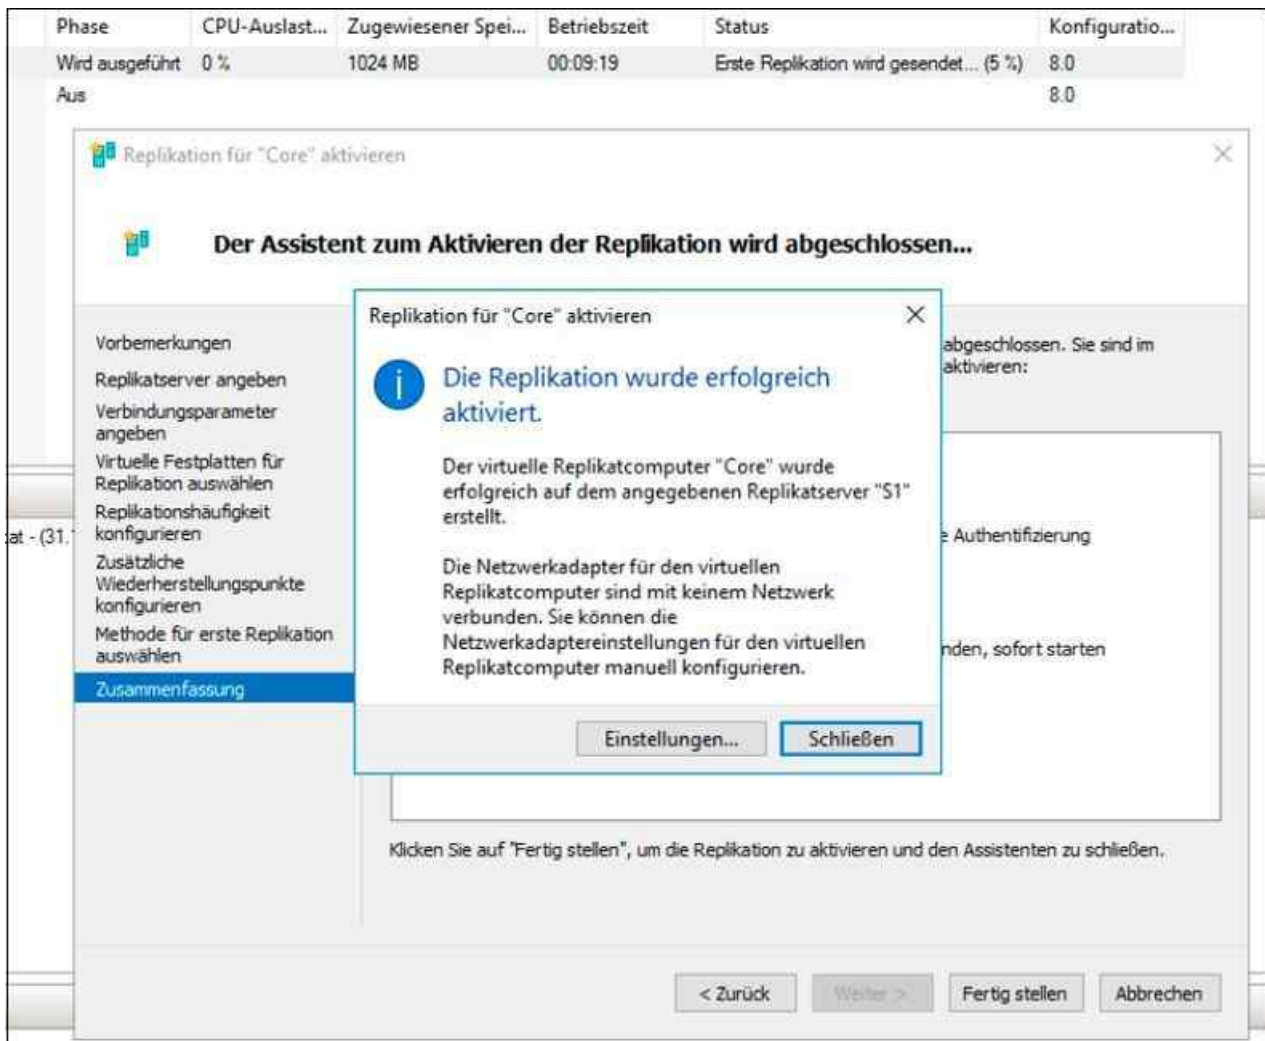 Phase CPU-Auslast... Zugewiesener Spei... Betriebszeit Status Konfiguratio...
Wird ausgeführt 0 % 1024 MB 00:09:19 Erste Replikation wird gesendet... (5 %) 8.0
Aus 8.0
Replikation für "Core" aktivieren
Der Assistent zum Aktivieren der Replikation wird abgeschlossen...
Vorbemerkungen
Replikatserver angeben
Verbindungsparameter
angeben
Virtuelle Festplatten für
Replikation auswählen
Replikationshäufigkeit
konfigurieren
Zusätzliche
Wiederherstellungspunkte
konfigurieren
Methode für erste Replikation
auswählen
Zusammenfassung
at - (31.
Replikation für "Core" aktivieren
Die Replikation wurde erfolgreich
aktiviert.
Der virtuelle Replikatcomputer "Core" wurde
erfolgreich auf dem angegebenen Replikatserver "S1"
erstellt.
Die Netzwerkadapter für den virtuellen
Replikatcomputer sind mit keinem Netzwerk
verbunden. Sie können die
Netzwerkadaptereinstellungen für den virtuellen
Replikatcomputer manuell konfigurieren.
Einstellungen... Schließen
abgeschlossen. Sie sind im
aktivieren:
e Authentifizierung
nden, sofort starten
Klicken Sie auf "Fertig stellen", um die Replikation zu aktivieren und den Assistenten zu schließen.
< Zurück Weiter > Fertig stellen Abbrechen